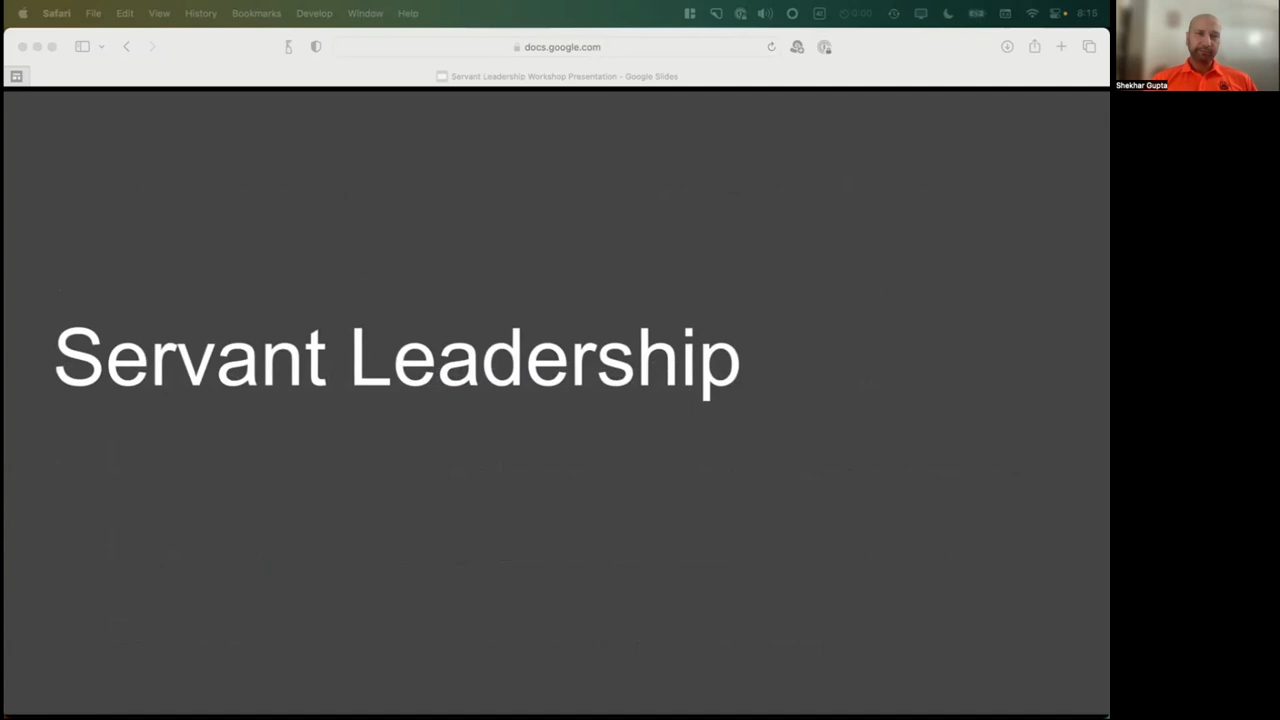 Safari File Edit View History Bookmarks Develop Window Help 8:15
docs.google.com
Servant Leadership Workshop Presentation - Google Slides
Shekhar Gupta
Servant Leadership